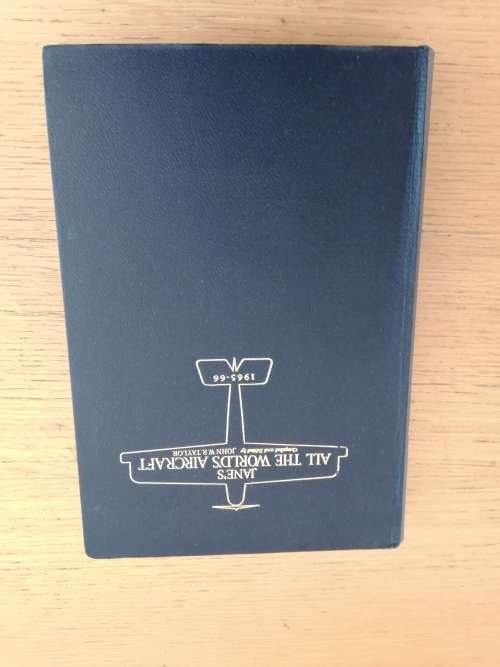 JANE'S
ALL THE WORLD'S AIRCRAFT
Compiled and Edited by JOHN W. R. TAYLOR
1965-66